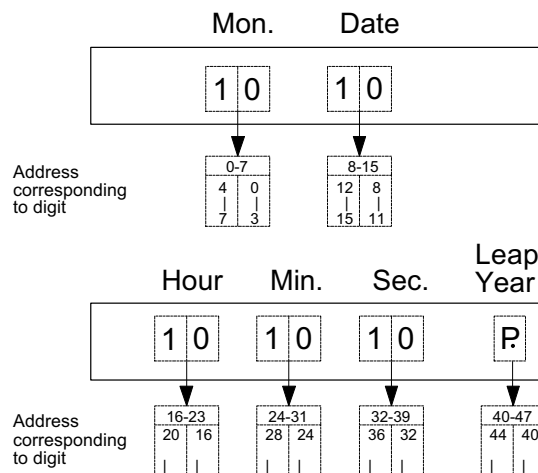 Mon. Date
1 0 1 0
0-7 8-15
Address
corresponding
to digit
4 0 12 8
7 3 15 11
Leap
Year
Hour Min. Sec.
1 0 1 0 1 0 P.
16-23 24-31 32-39 40-47
Address
corresponding
to digit
20 16 28 24 36 32 44 40